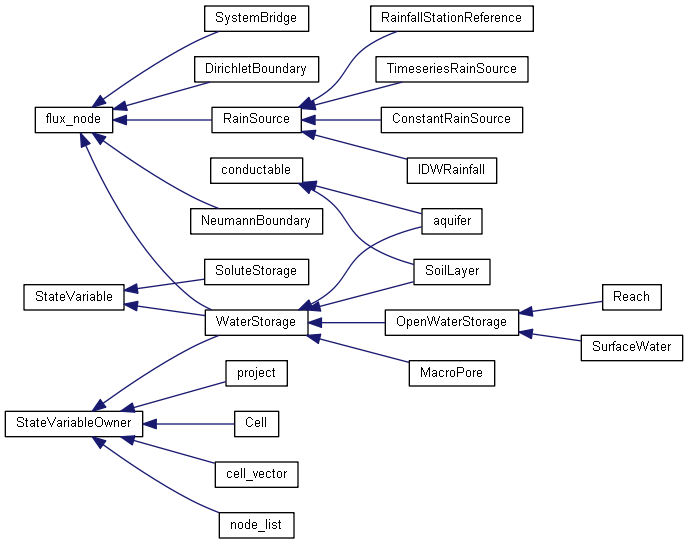 SystemBridge
RainfallStationReference
DirichletBoundary
TimeseriesRainSource
flux_node
RainSource
ConstantRainSource
conductable
IDWRainfall
NeumannBoundary
aquifer
SoluteStorage
SoilLayer
StateVariable
Reach
WaterStorage
OpenWaterStorage
SurfaceWater
project
MacroPore
StateVariableOwner
Cell
cell_vector
node_list